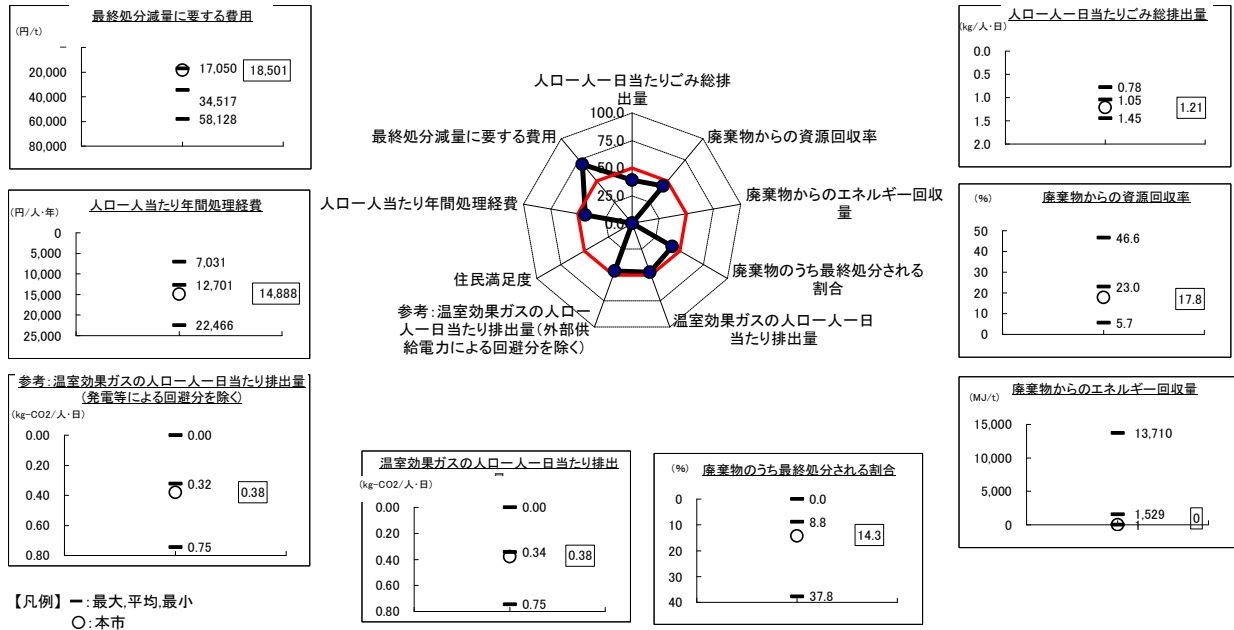 最終処分減量に要する費用
(円/t)
－
20,000
40,000
60,000
80,000
17,050
18,501
34,517
58,128
人口一人当たり年間処理経費
(円/人・年)
0
5,000
10,000
15,000
20,000
25,000
7,031
12,701
14,888
22,466
参考:温室効果ガスの人口一人一日当たり排出量
(発電等による回避分を除く)
(kg-CO2/人・日)
0.00
0.20
0.40
0.60
0.80
0.00
0.32
0.38
0.75
【凡例】 ー:最大,平均,最小
○:本市
人口一人一日当たりごみ総排
出量
廃棄物からの資源回収率
廃棄物からのエネルギー回収
量
廃棄物のうち最終処分される
割合
温室効果ガスの人口一人一日
当たり排出量
参考:温室効果ガスの人口一
人一日当たり排出量(外部供
給電力による回避分を除く)
住民満足度
人口一人当たり年間処理経費
最終処分減量に要する費用
100.0
75.0
50.0
25.0
0.0
温室効果ガスの人口一人一日当たり排出
(kg-CO2/人・日)
0.00
0.20
0.40
0.60
0.80
0.00
0.34
0.38
0.75
廃棄物のうち最終処分される割合
(%)
0
10
20
30
40
0.0
8.8
14.3
37.8
人口一人一日当たりごみ総排出量
(kg/人・日)
0.0
0.5
1.0
1.5
2.0
0.78
1.05
1.21
1.45
廃棄物からの資源回収率
(%)
50
40
30
20
10
0
46.6
23.0
17.8
5.7
廃棄物からのエネルギー回収量
(MJ/t)
15,000
10,000
5,000
0
13,710
1,529
0
1